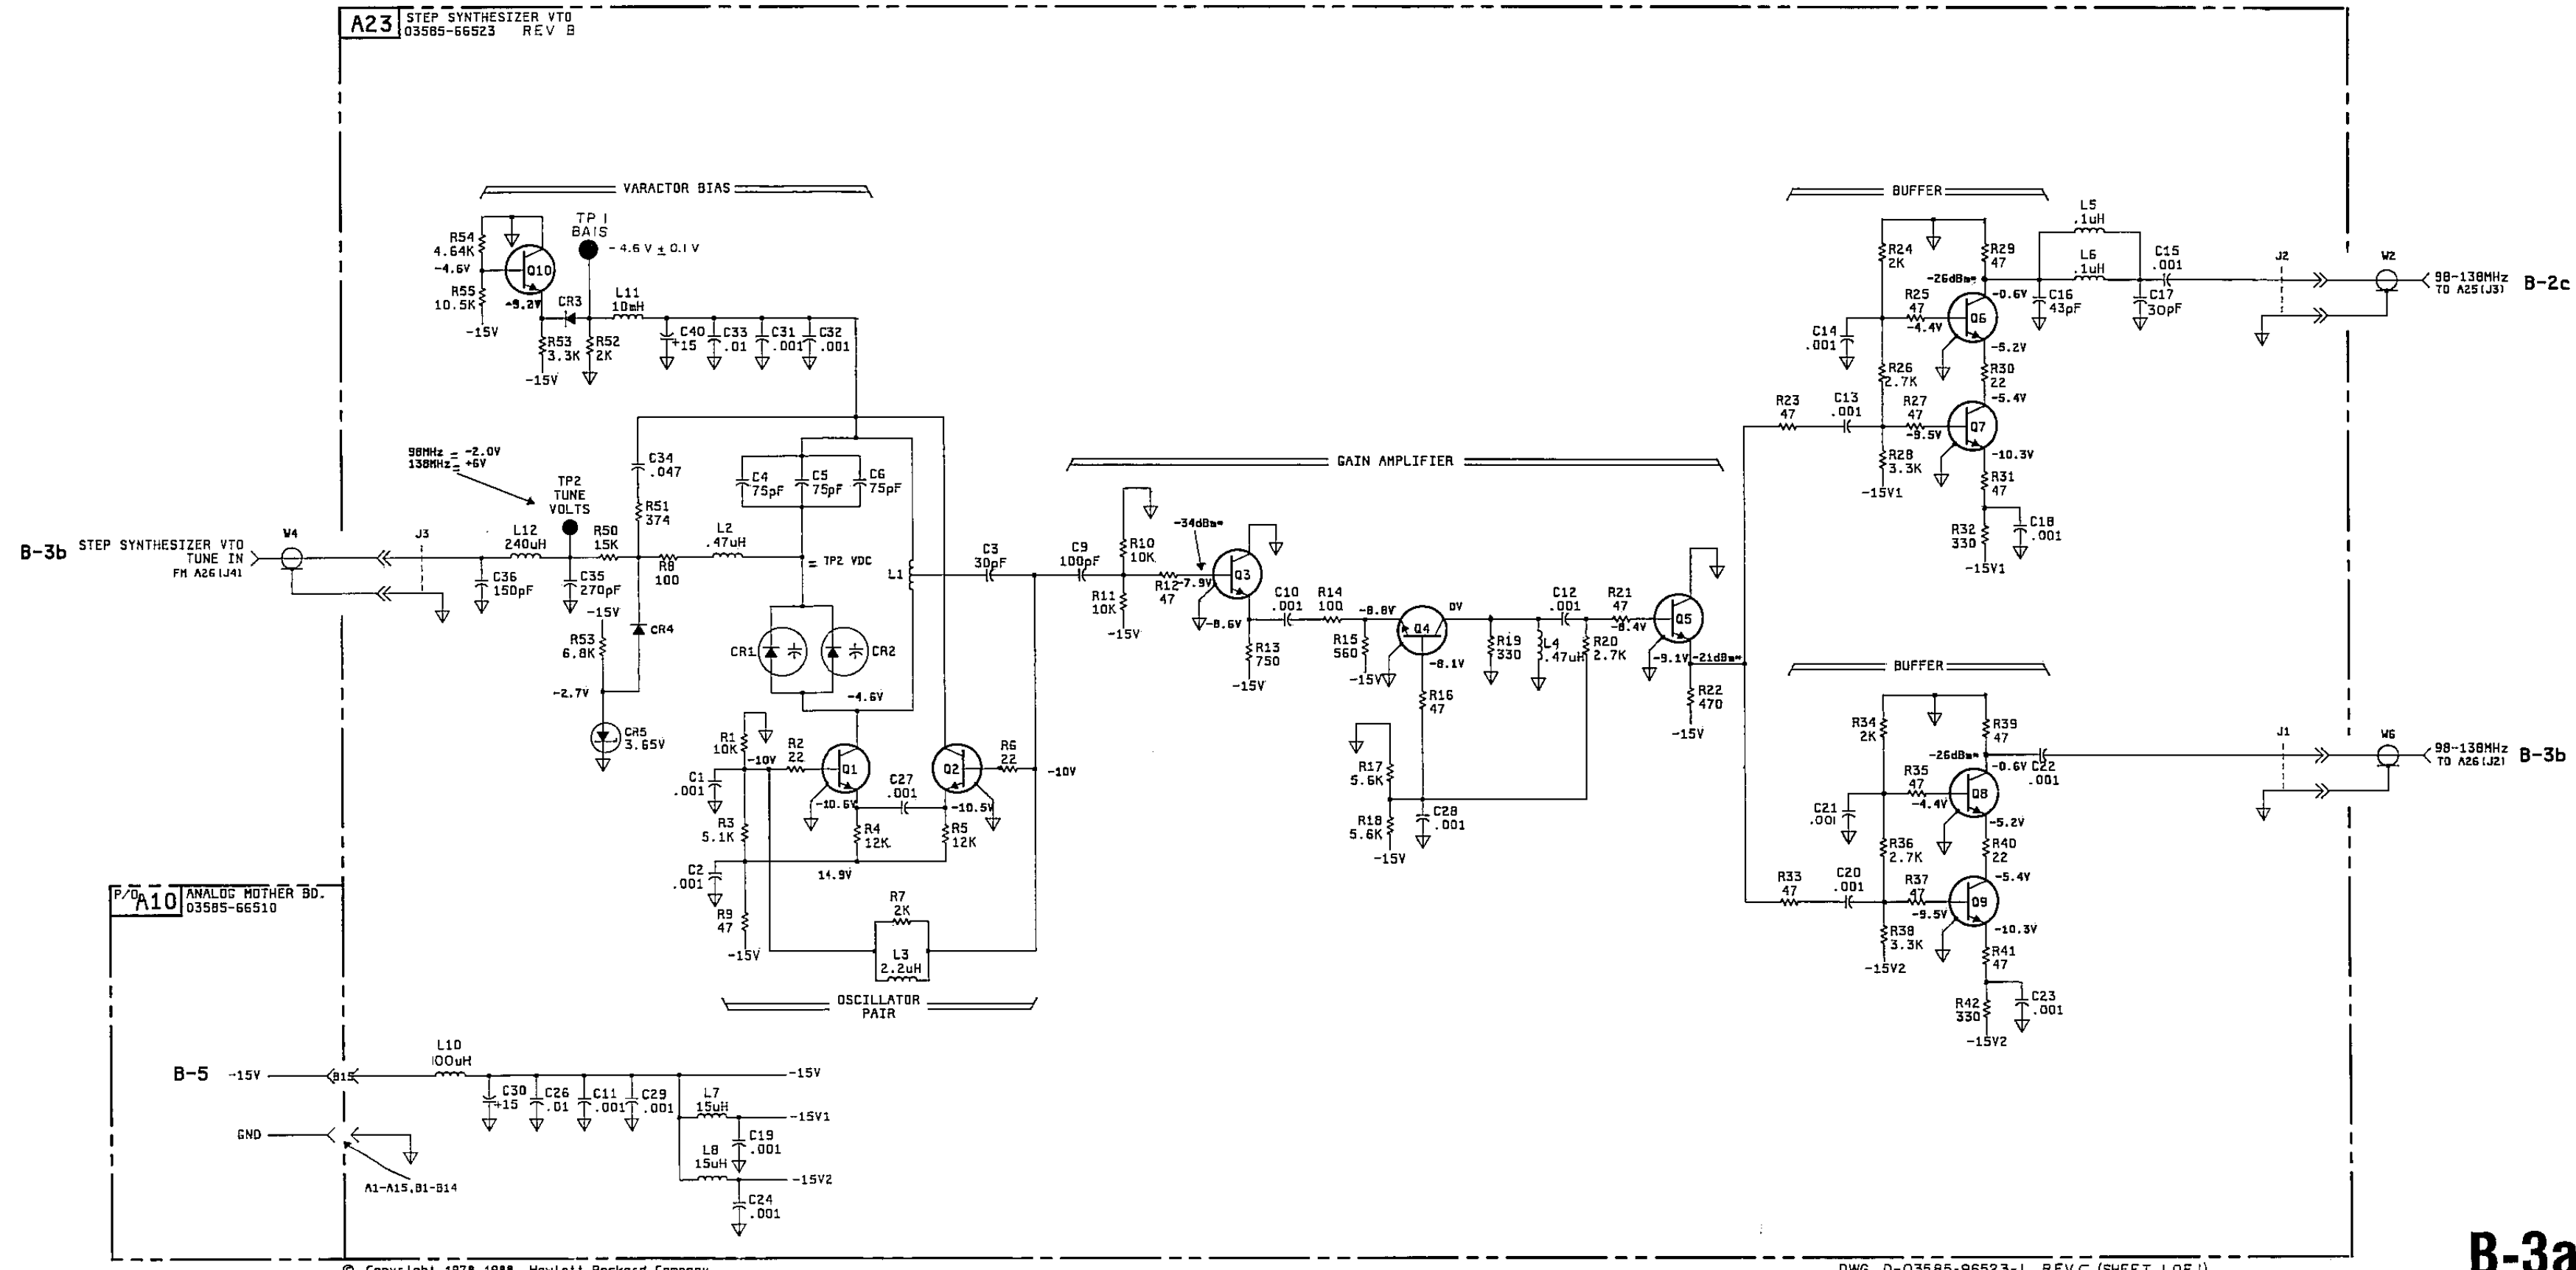 A23
STEP SYNTHESIZER VTO
03585-66523 REV B
VARACTOR BIAS
TP 1
BAIS
-4.6 V ± 0.1 V
R54
4.64K
-4.6V
R55
10.5K
-15V
Q10
CR3
R53
3.3K
-15V
R52
2K
L11
10mH
C40
+15
C33
.01
C31
.001
C32
.001
98MHz = -2.0V
138MHz = +6V
TP2
TUNE
VOLTS
B-3b
STEP SYNTHESIZER VTO
TUNE IN
FM A26(J4)
W4
J3
C36
150pF
L12
240uH
C35
270pF
R50
15K
C34
.047
R51
374
R8
100
L2
.47uH
C4
75pF
C5
75pF
C6
75pF
= TP2 VDC
L1
C3
30pF
-15V
R53
6.8K
CR4
-2.7V
CR5
3.65V
CR1
CR2
-4.6V
R1
10K
-10V
R2
22
Q1
-10.6V
C27
.001
Q2
-10.5V
R6
22
-10V
C1
.001
R3
5.1K
R4
12K
R5
12K
C2
.001
14.9V
R9
47
-15V
R7
2K
L3
2.2uH
OSCILLATOR
PAIR
GAIN AMPLIFIER
C9
100pF
R10
10K
R11
10K
-15V
R12
47
-34dBm*
-7.9V
Q3
-8.6V
R13
750
-15V
C10
.001
R14
100
R15
560
-15V
-8.8V
Q4
0V
-8.1V
R16
47
R17
5.6K
R18
5.6K
-15V
C28
.001
R19
330
L4
.47uH
C12
.001
R20
2.7K
R21
47
-8.4V
Q5
-9.1V
-21dBm*
R22
470
-15V
BUFFER
R24
2K
R29
47
-26dBm*
-0.6V
R25
47
-4.4V
Q6
-5.2V
C14
.001
R26
2.7K
R30
22
-5.4V
R23
47
C13
.001
R27
47
-9.5V
Q7
-10.3V
R28
3.3K
-15V1
R31
47
R32
330
C18
.001
-15V1
L5
.1uH
L6
.1uH
C16
43pF
C17
30pF
C15
.001
J2
W2
98-138MHz
TO A25(J3)
B-2c
BUFFER
R34
2K
R39
47
-26dBm*
-0.6V
C22
.001
R35
47
-4.4V
Q8
-5.2V
C21
.001
R36
2.7K
R40
22
-5.4V
R33
47
C20
.001
R37
47
-9.5V
Q9
-10.3V
R38
3.3K
-15V2
R41
47
R42
330
C23
.001
-15V2
J1
W6
98-138MHz
TO A26(J2)
B-3b
P/O
A10
ANALOG MOTHER BD.
03585-66510
B-5
-15V
B15
GND
A1-A15,B1-B14
L10
100uH
C30
+15
C26
.01
C11
.001
C29
.001
-15V
L7
15uH
-15V1
C19
.001
L8
15uH
-15V2
C24
.001
B-3a